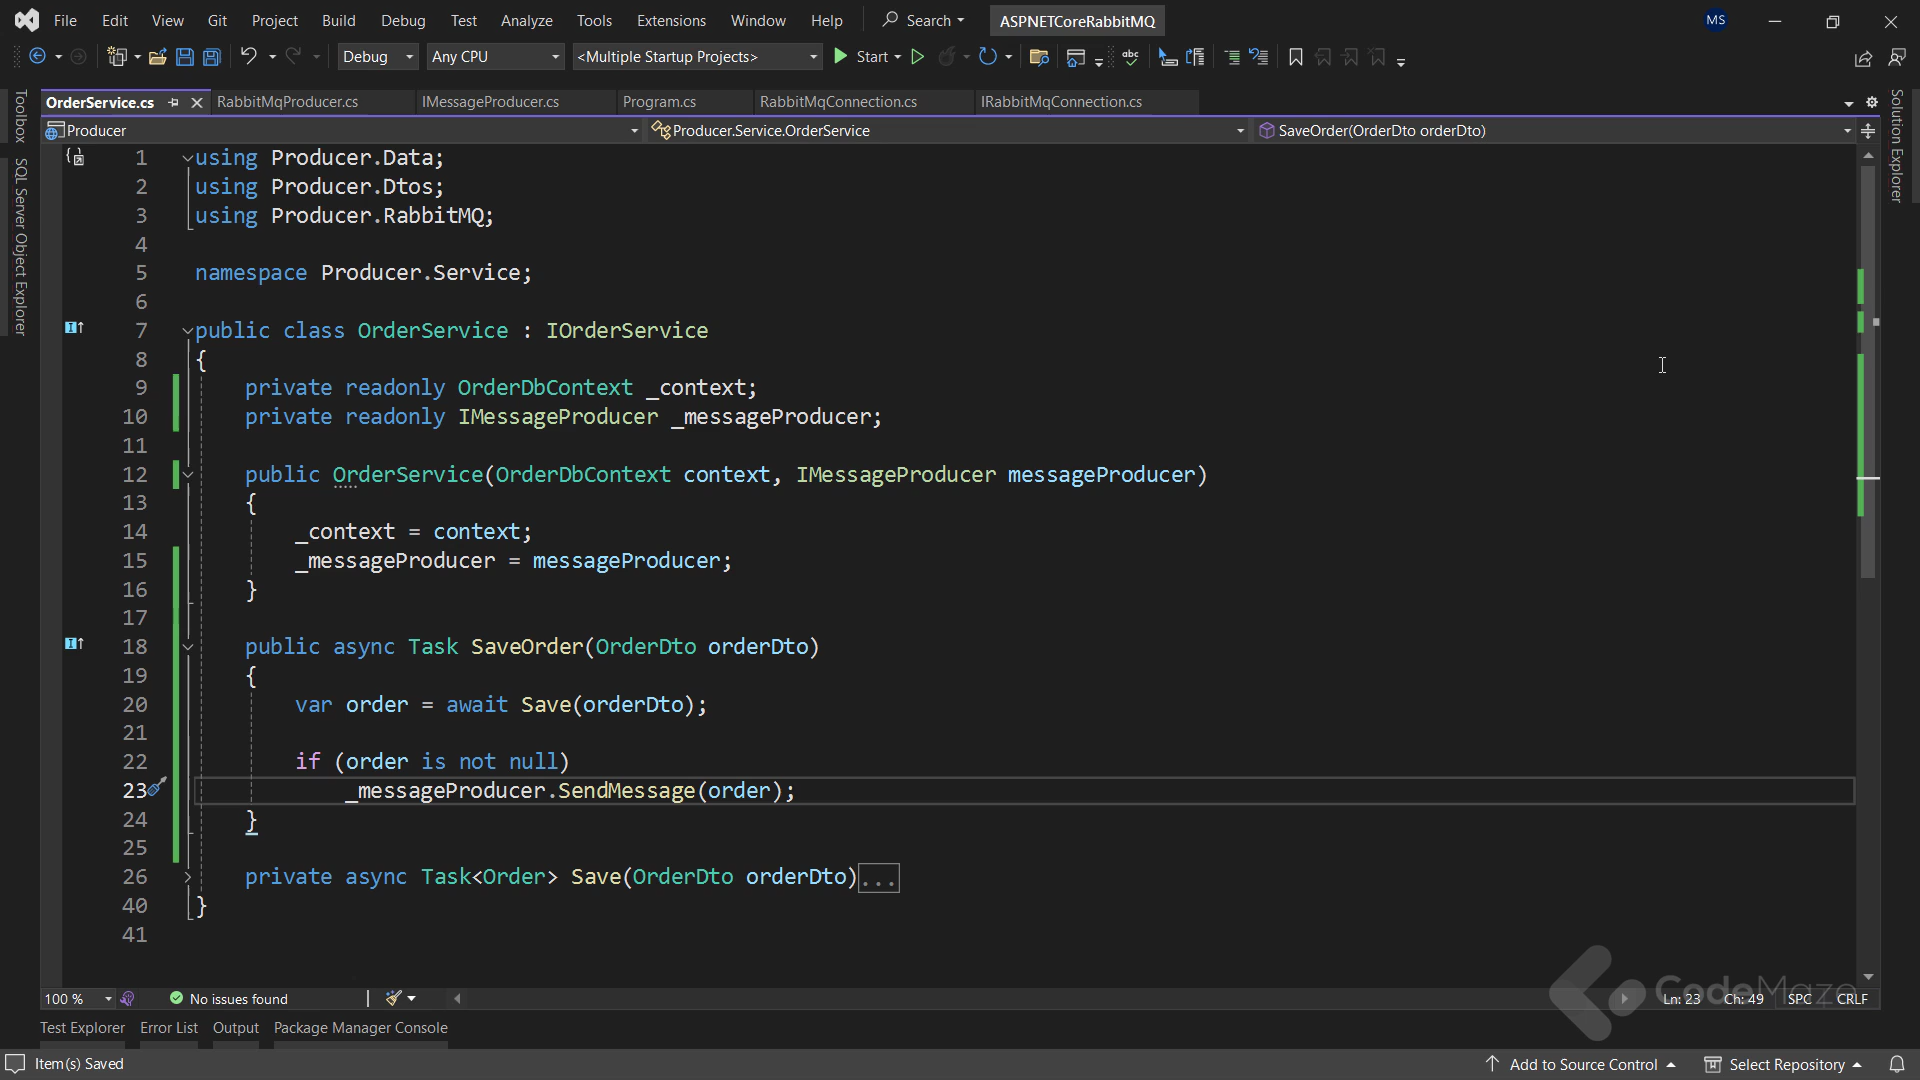 File Edit View Git Project Build Debug Test Analyze Tools Extensions Window Help Search ASPNETCoreRabbitMQ MS
Debug Any CPU <Multiple Startup Projects> Start
OrderService.cs RabbitMqProducer.cs IMessageProducer.cs Program.cs RabbitMqConnection.cs IRabbitMqConnection.cs
Producer Producer.Service.OrderService SaveOrder(OrderDto orderDto)
Toolbox
SQL Server Object Explorer
Solution Explorer
1 using Producer.Data;
2 using Producer.Dtos;
3 using Producer.RabbitMQ;
4
5 namespace Producer.Service;
6
7 public class OrderService : IOrderService
8 {
9 private readonly OrderDbContext _context;
10 private readonly IMessageProducer _messageProducer;
11
12 public OrderService(OrderDbContext context, IMessageProducer messageProducer)
13 {
14 _context = context;
15 _messageProducer = messageProducer;
16 }
17
18 public async Task SaveOrder(OrderDto orderDto)
19 {
20 var order = await Save(orderDto);
21
22 if (order is not null)
23 _messageProducer.SendMessage(order);
24 }
25
26 private async Task<Order> Save(OrderDto orderDto)...
40 }
41
CodeMaze
100 % No issues found Ln: 23 Ch: 49 SPC CRLF
Test Explorer Error List Output Package Manager Console
Item(s) Saved Add to Source Control Select Repository